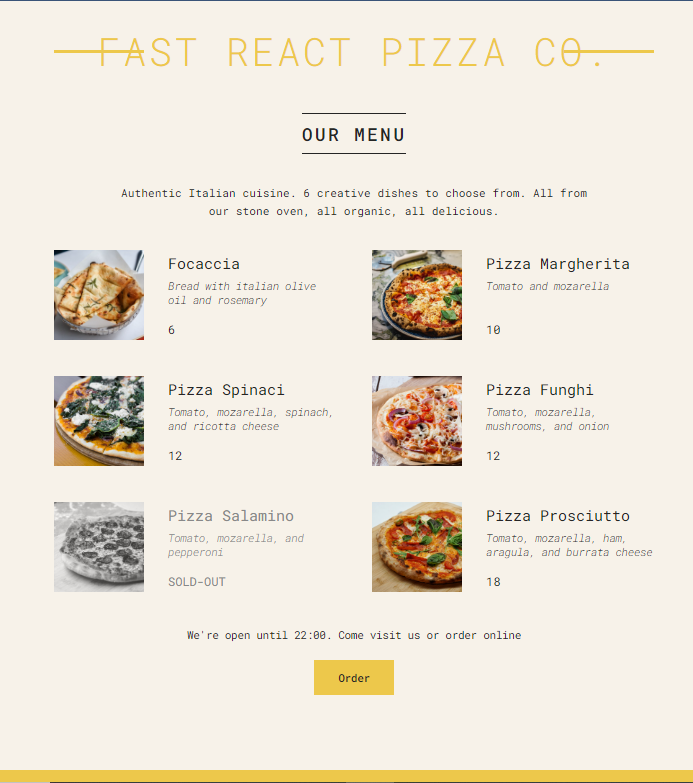 FAST REACT PIZZA CO.
OUR MENU
Authentic Italian cuisine. 6 creative dishes to choose from. All from
our stone oven, all organic, all delicious.
Focaccia
Bread with italian olive
oil and rosemary
6
Pizza Margherita
Tomato and mozarella
10
Pizza Spinaci
Tomato, mozarella, spinach,
and ricotta cheese
12
Pizza Funghi
Tomato, mozarella,
mushrooms, and onion
12
Pizza Salamino
Tomato, mozarella, and
pepperoni
SOLD-OUT
Pizza Prosciutto
Tomato, mozarella, ham,
aragula, and burrata cheese
18
We're open until 22:00. Come visit us or order online
Order